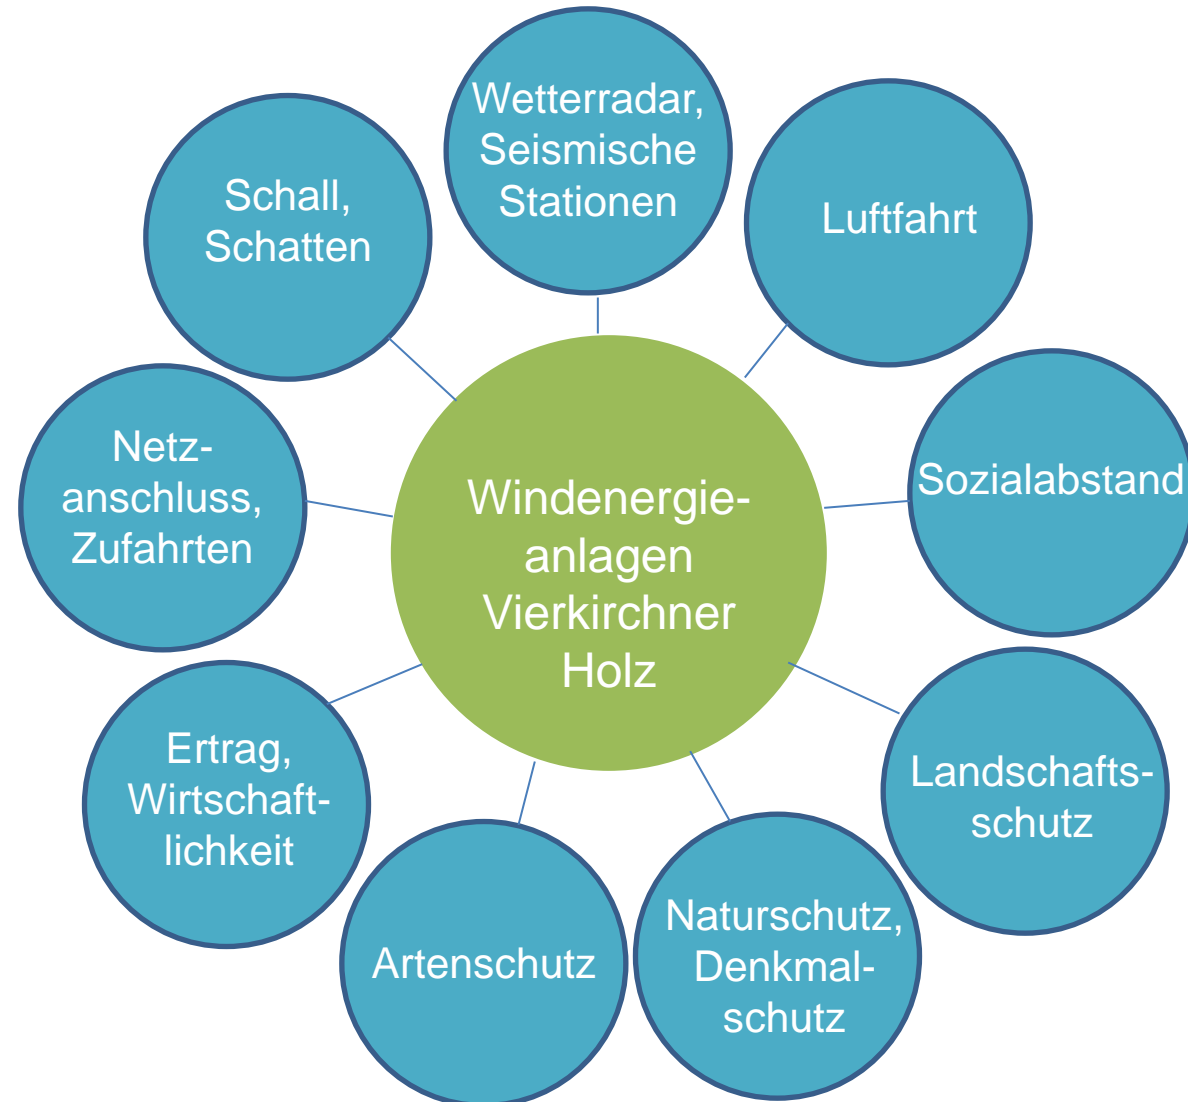 Wetterradar,
Seismische
Stationen
Luftfahrt
Sozialabstand
Landschafts-
schutz
Naturschutz,
Denkmal-
schutz
Artenschutz
Ertrag,
Wirtschaft-
lichkeit
Netz-
anschluss,
Zufahrten
Schall,
Schatten
Windenergie-
anlagen
Vierkirchner
Holz